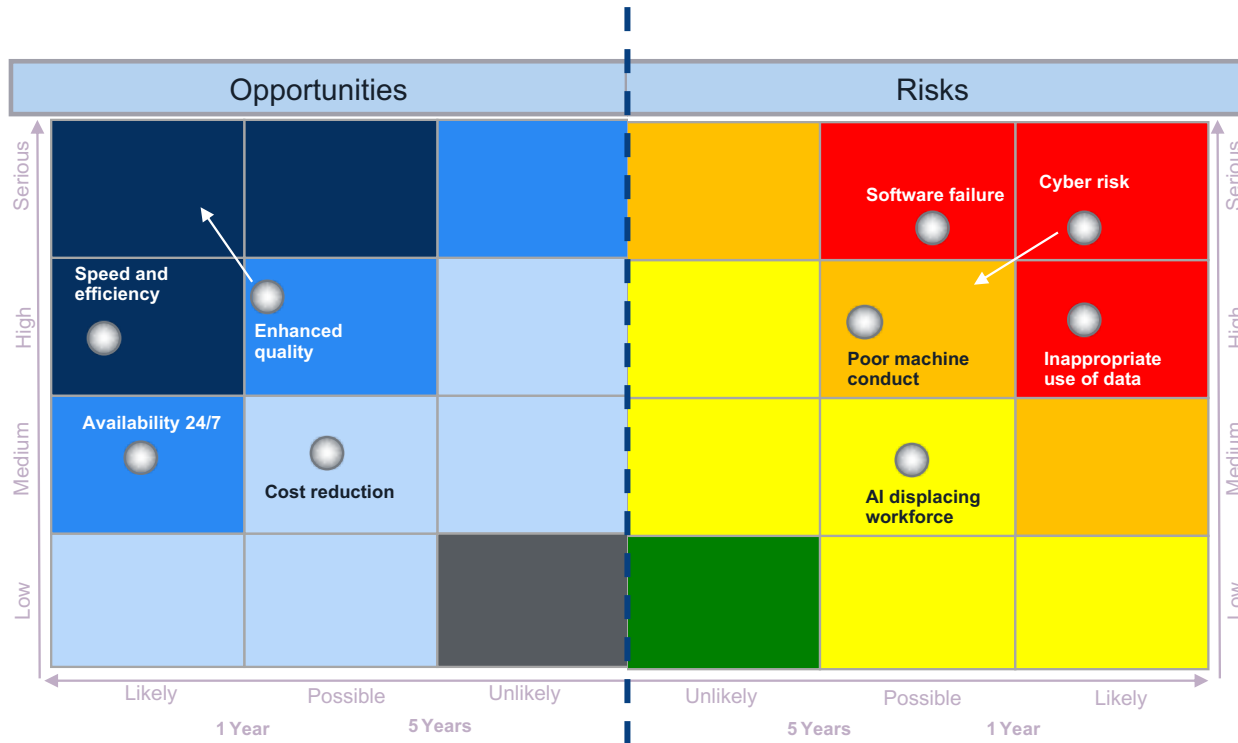 Opportunities
Risks
Serious
High
Medium
Low
Speed and
efficiency
Enhanced
quality
Availability 24/7
Cost reduction
Software failure
Cyber risk
Poor machine
conduct
Inappropriate
use of data
AI displacing
workforce
Serious
High
Medium
Low
Likely
Possible
Unlikely
Unlikely
Possible
Likely
1 Year
5 Years
5 Years
1 Year